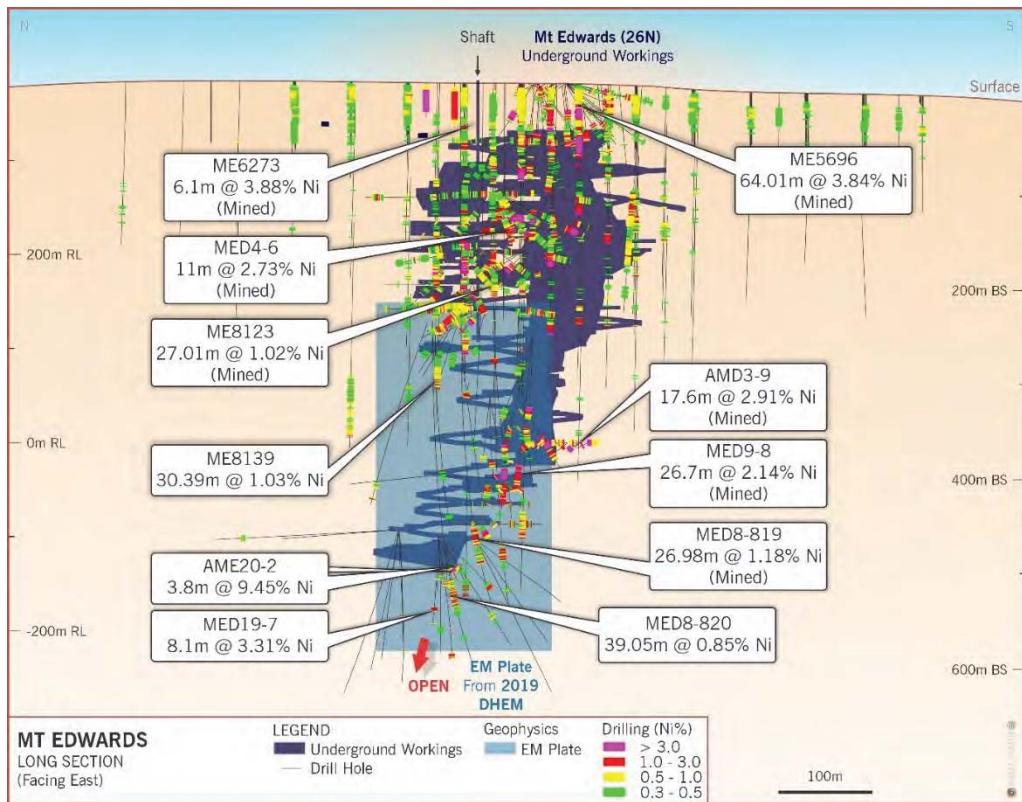 N
S
Shaft
Mt Edwards (26N)
Underground Workings
Surface
ME6273
6.1m @ 3.88% Ni
(Mined)
ME5696
64.01m @ 3.84% Ni
(Mined)
MED4-6
11m @ 2.73% Ni
(Mined)
200m RL
200m BS
ME8123
27.01m @ 1.02% Ni
(Mined)
AMD3-9
17.6m @ 2.91% Ni
(Mined)
0m RL
ME8139
30.39m @ 1.03% Ni
MED9-8
26.7m @ 2.14% Ni
(Mined)
400m BS
MED8-819
26.98m @ 1.18% Ni
(Mined)
AME20-2
3.8m @ 9.45% Ni
-200m RL
MED19-7
8.1m @ 3.31% Ni
MED8-820
39.05m @ 0.85% Ni
600m BS
OPEN
EM Plate
From 2019
DHEM
MT EDWARDS
LONG SECTION
(Facing East)
LEGEND
Underground Workings
Drill Hole
Geophysics
EM Plate
Drilling (Ni%)
> 3.0
1.0 - 3.0
0.5 - 1.0
0.3 - 0.5
100m